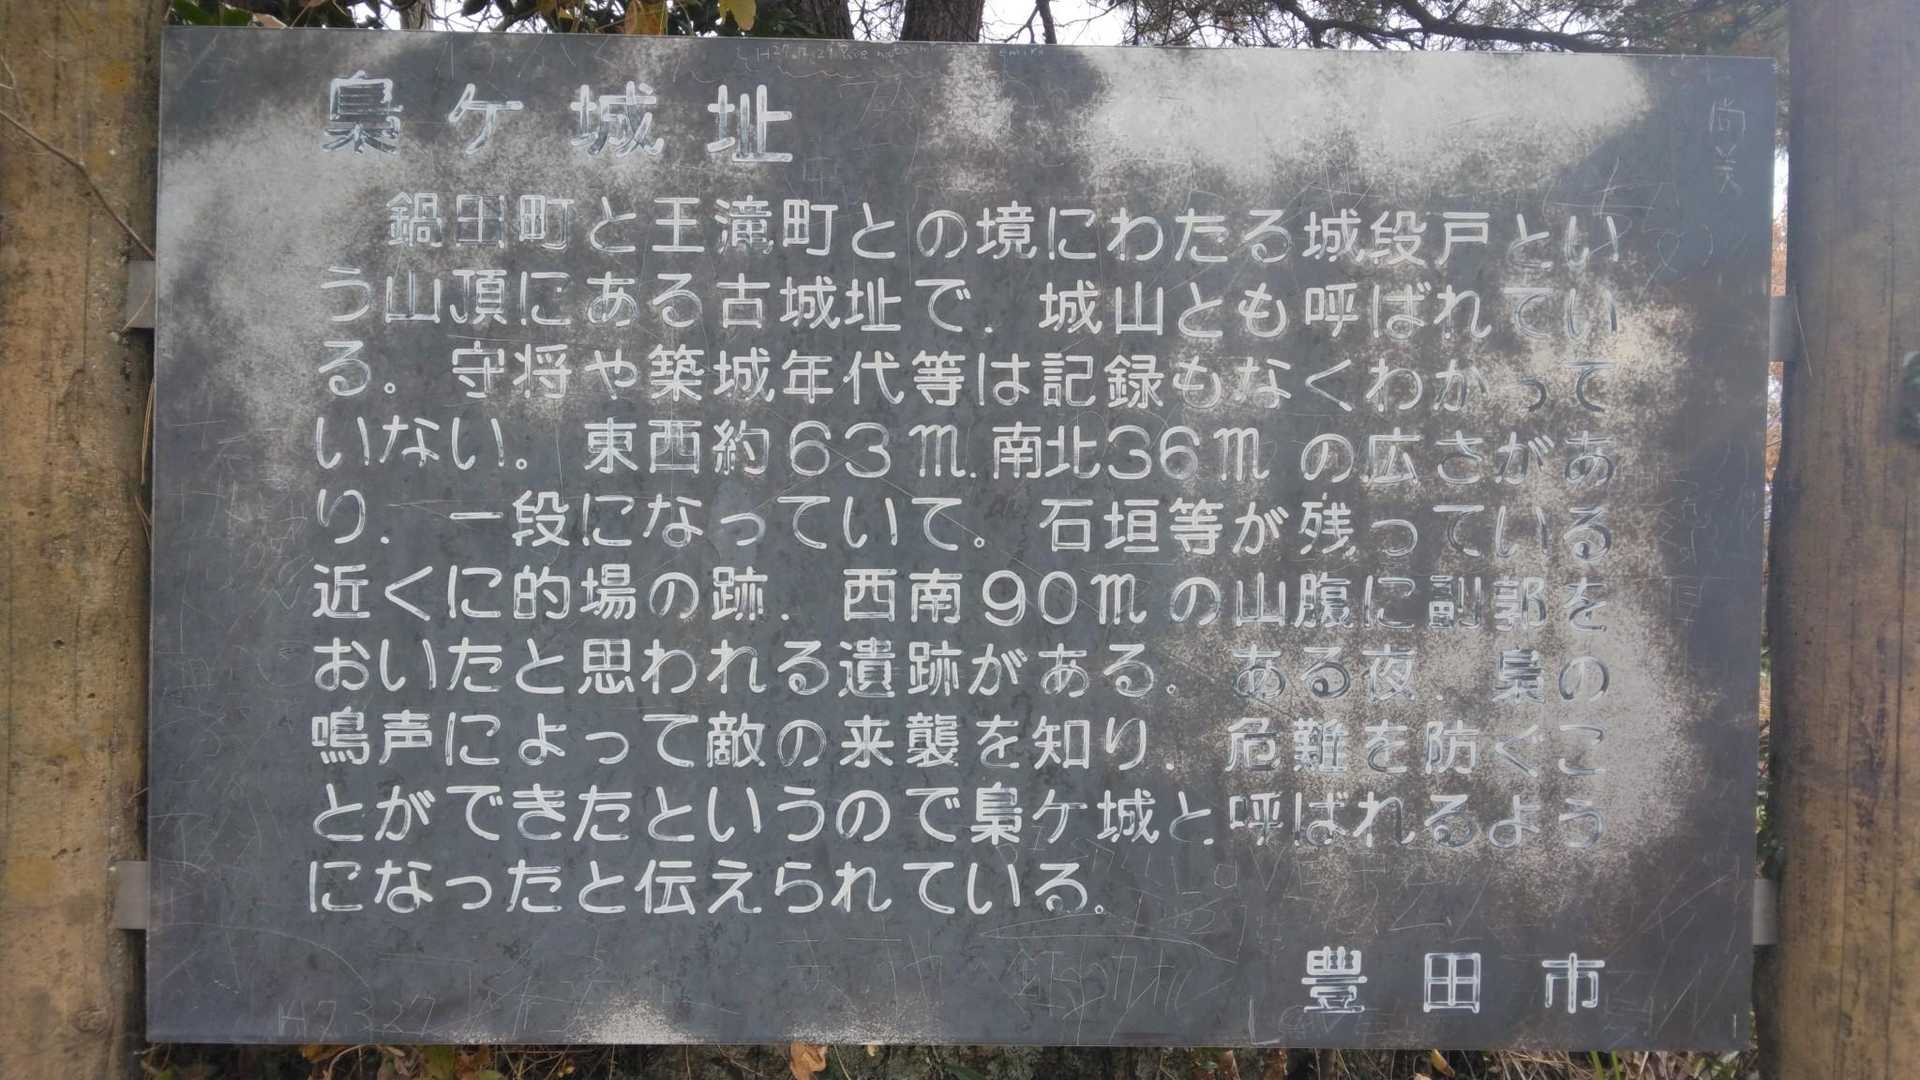 梟ケ城址
鍋田町と王滝町との境にわたる城段戸とい
う山頂にある古城址で．城山とも呼ばれてい
る。守将や築城年代等は記録もなくわかって
いない。東西約63m．南北36mの広さがあ
り．一段になっていて。石垣等が残っている
近くに的場の跡．西南90mの山腹に副郭を
おいたと思われる遺跡がある。ある夜．梟の
鳴声によって敵の来襲を知り．危難を防ぐこ
とができたというので梟ケ城と．呼ばれるよう
になったと伝えられている。
豊田市
尚美
H7.3.27
LOVE